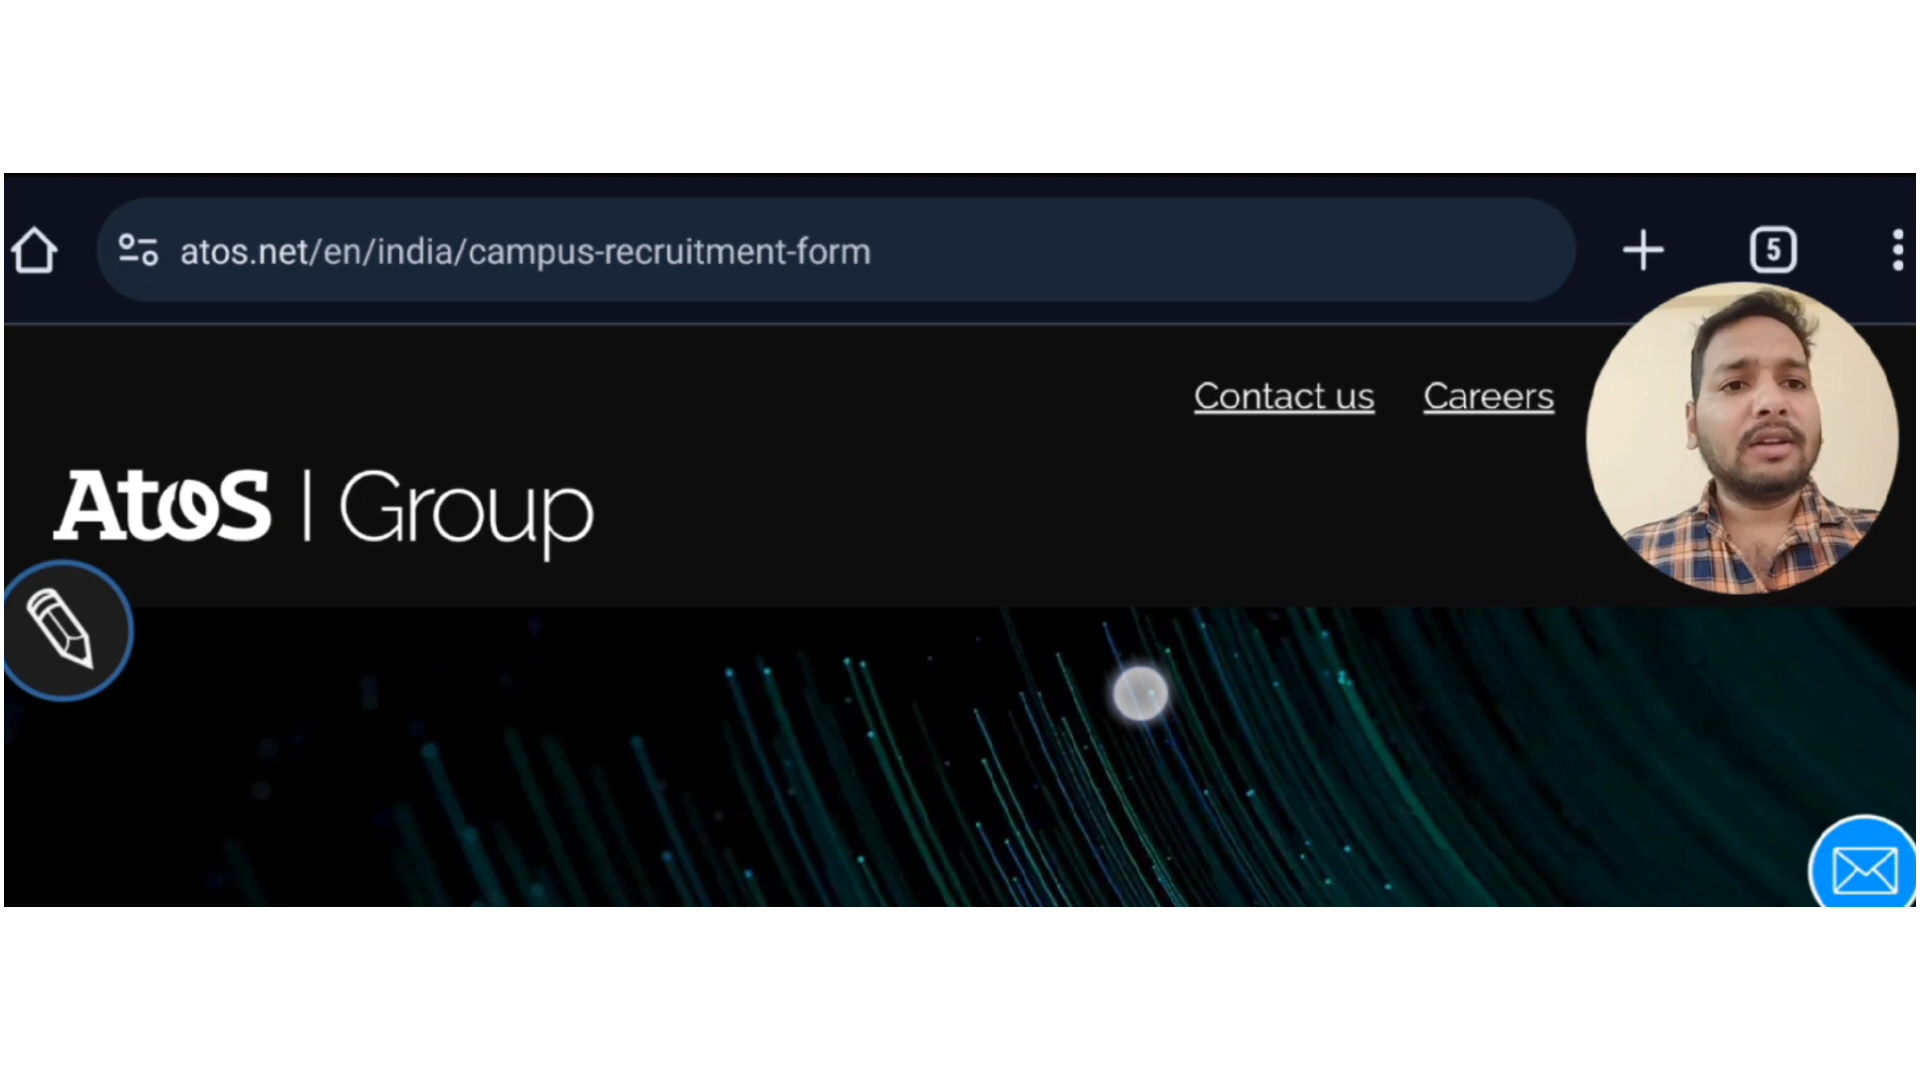 atos.net/en/india/campus-recruitment-form
5
Contact us Careers
Atos | Group